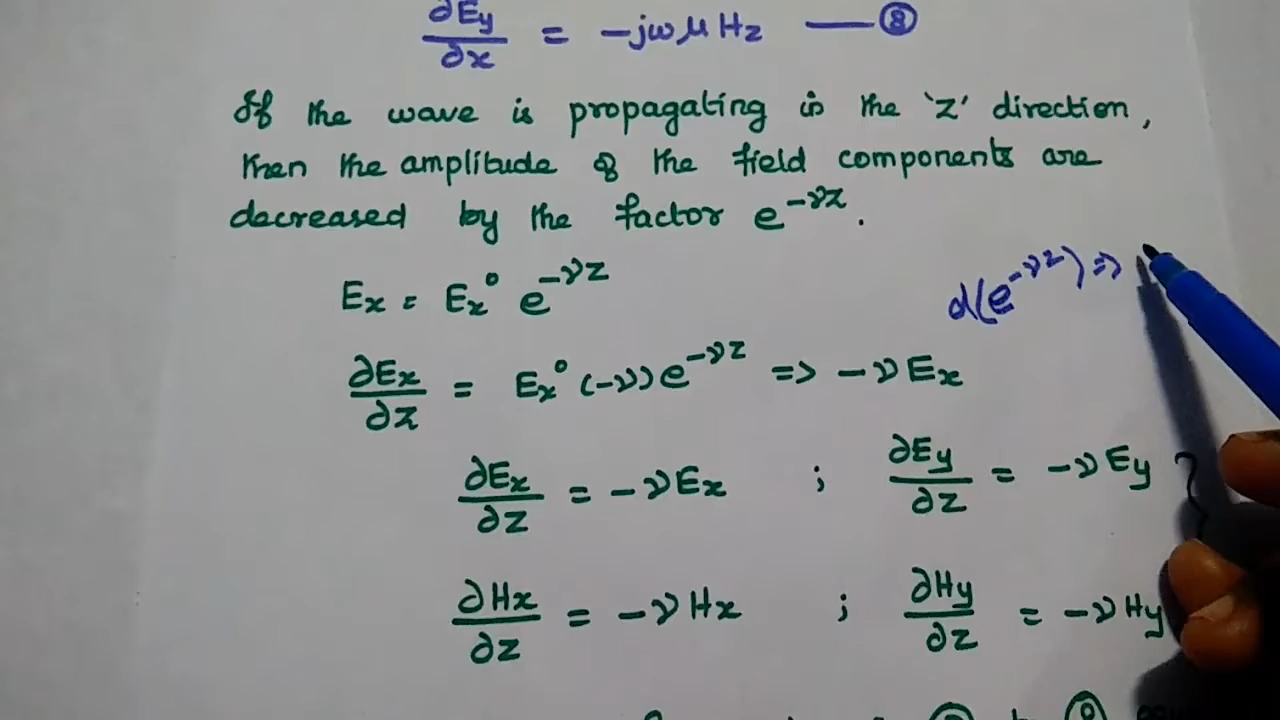 ∂Ey/∂x = -jωμHz —— ⑧
If the wave is propagating in the 'z' direction,
then the amplitude of the field components are
decreased by the factor e^-γz.
Ex = Ex° e^-γz
d(e^-γz) =>
∂Ex/∂z = Ex° (-γ) e^-γz => -γEx
∂Ex/∂z = -γEx ; ∂Ey/∂z = -γEy
∂Hx/∂z = -γHx ; ∂Hy/∂z = -γHy